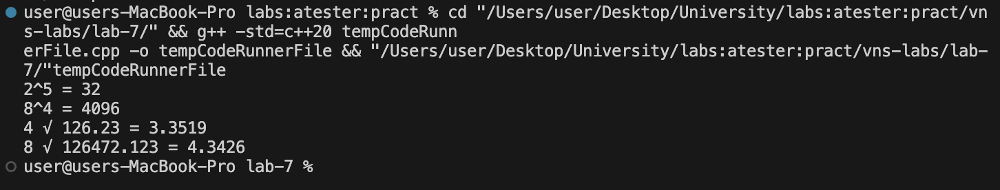 user@users-MacBook-Pro labs:atester:pract % cd "/Users/user/Desktop/University/labs:atester:pract/vn
s-labs/lab-7/" && g++ -std=c++20 tempCodeRunn
erFile.cpp -o tempCodeRunnerFile && "/Users/user/Desktop/University/labs:atester:pract/vns-labs/lab-
7/"tempCodeRunnerFile
2^5 = 32
8^4 = 4096
4 √ 126.23 = 3.3519
8 √ 126472.123 = 4.3426
user@users-MacBook-Pro lab-7 %